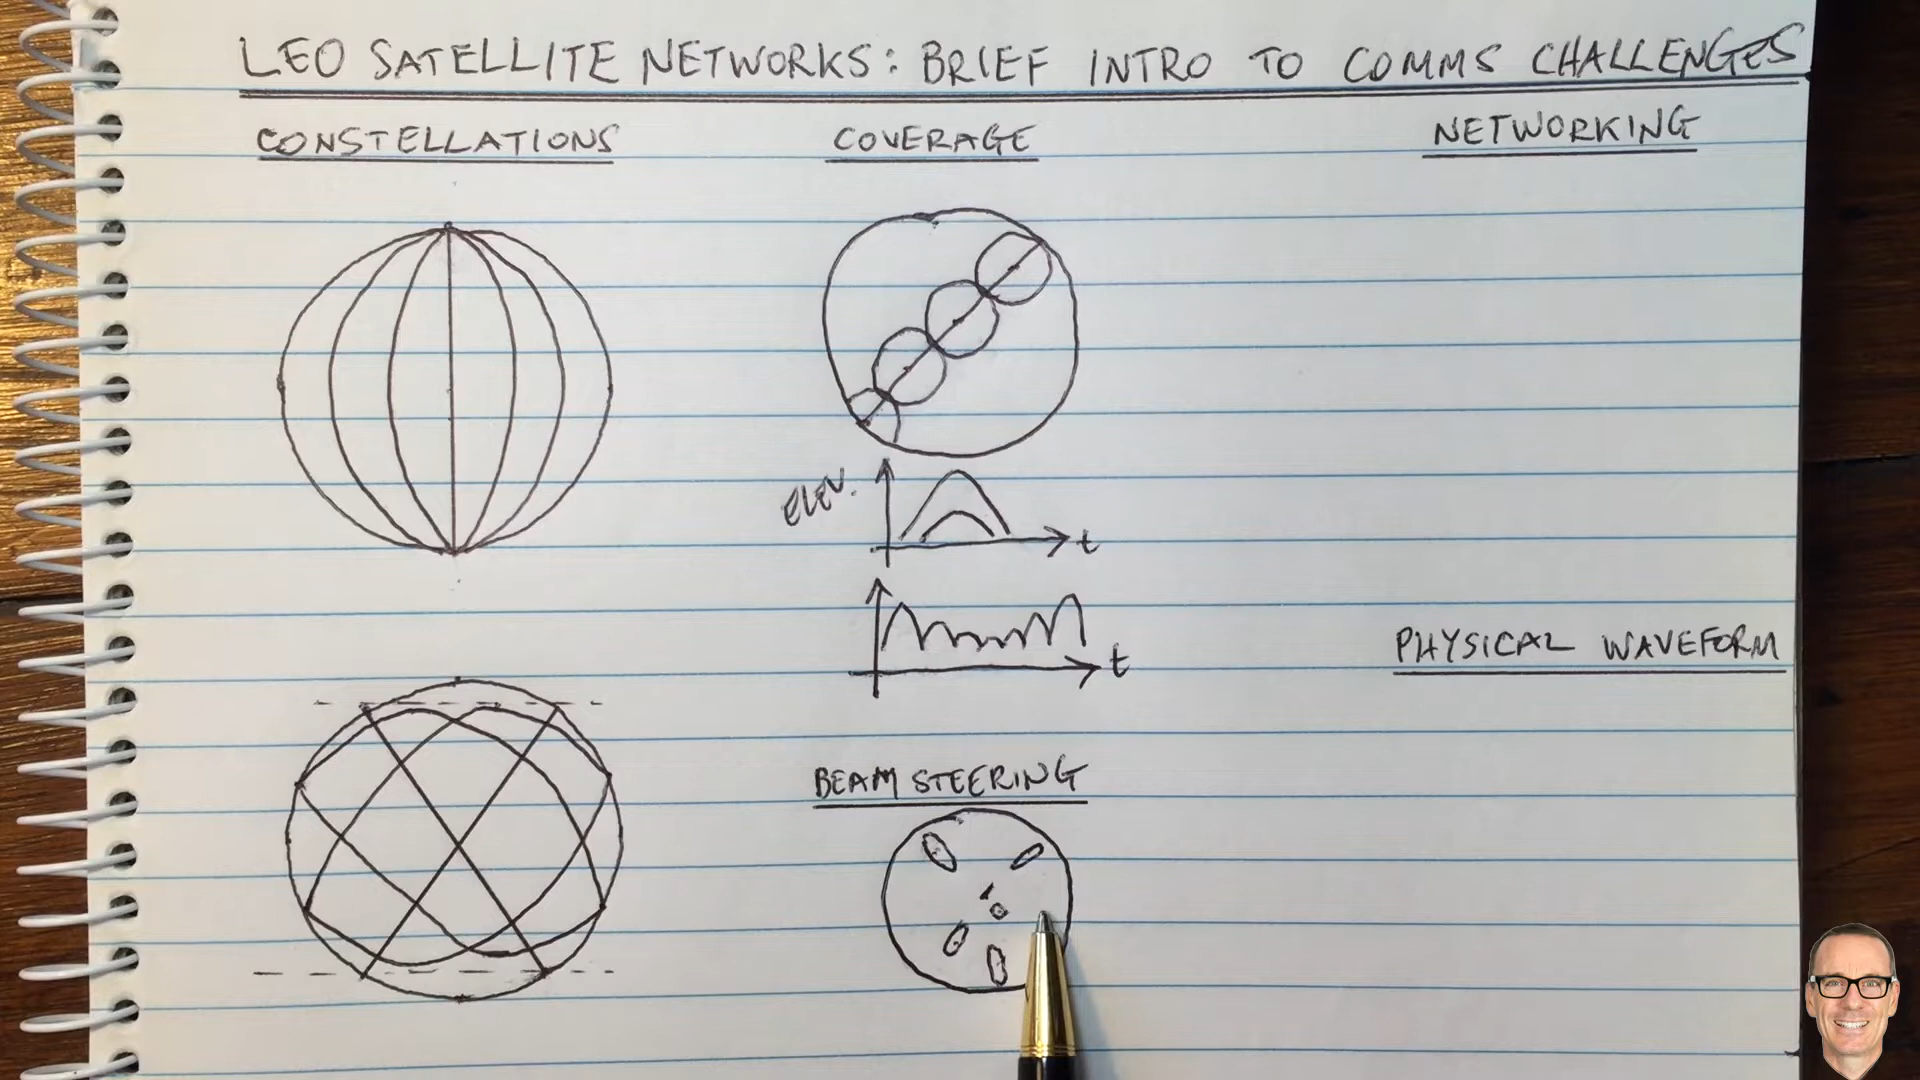 LEO SATELLITE NETWORKS: BRIEF INTRO TO COMMS CHALLENGES
CONSTELLATIONS
COVERAGE
NETWORKING
ELEV.
t
t
PHYSICAL WAVEFORM
BEAM STEERING